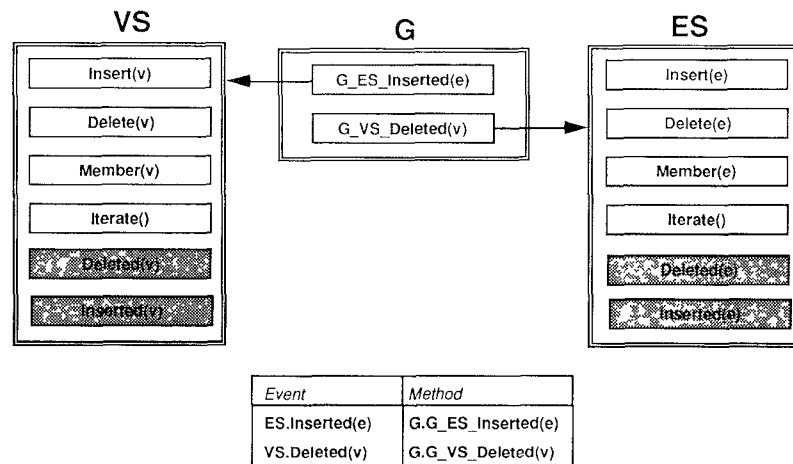 VS
Insert(v)
Delete(v)
Member(v)
Iterate()
Deleted(v)
Inserted(v)
G
G_ES_Inserted(e)
G_VS_Deleted(v)
ES
Insert(e)
Delete(e)
Member(e)
Iterate()
Deleted(e)
Inserted(e)
Event Method
ES.Inserted(e) G.G_ES_Inserted(e)
VS.Deleted(v) G.G_VS_Deleted(v)